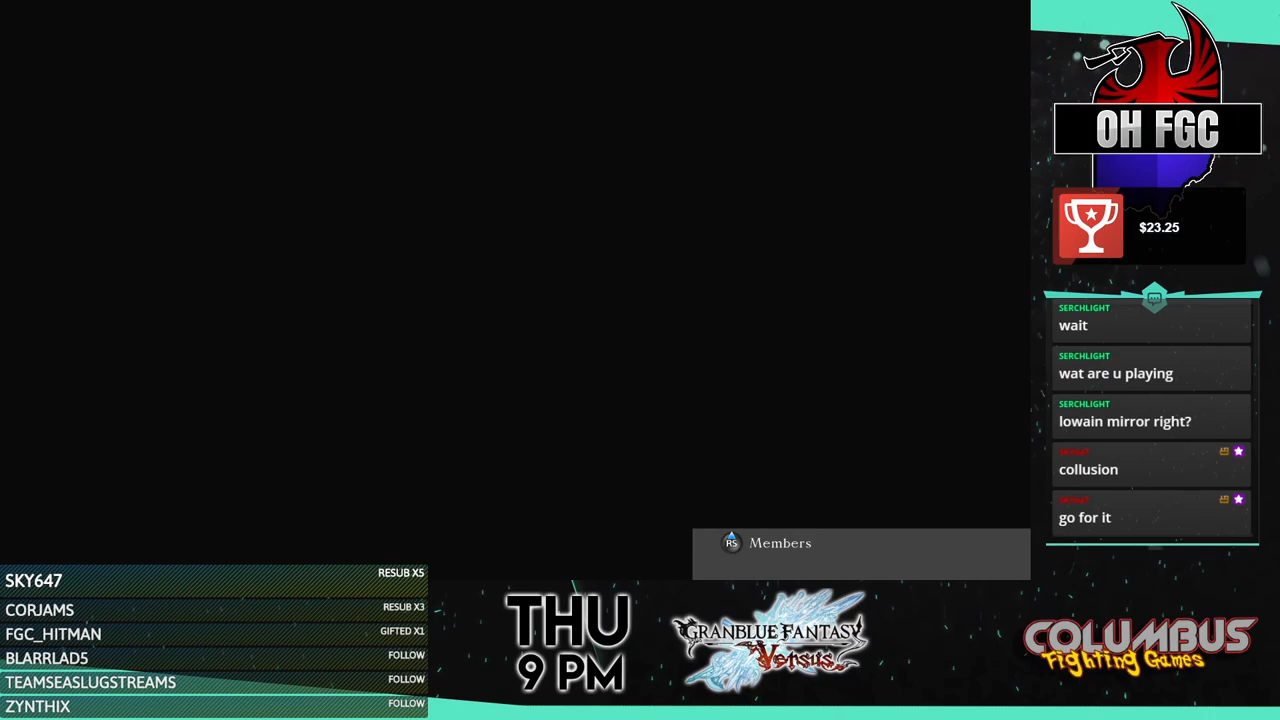 OH FGC
$23.25
SERCHLIGHT
wait
SERCHLIGHT
wat are u playing
SERCHLIGHT
lowain mirror right?
collusion
go for it
RS Members
SKY647 RESUB X5
CORJAMS RESUB X3
FGC_HITMAN GIFTED X1
BLARRLAD5 FOLLOW
TEAMSEASLUGSTREAMS FOLLOW
ZYNTHIX FOLLOW
THU
9 PM
GRANBLUE FANTASY
Versus
COLUMBUS
Fighting Games